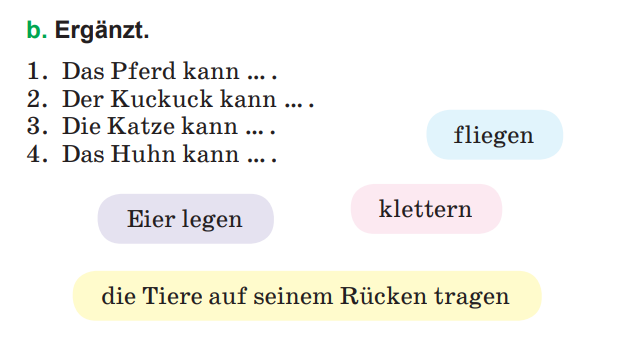 b. Ergänzt.
1. Das Pferd kann ... .
2. Der Kuckuck kann ... .
3. Die Katze kann ... .
4. Das Huhn kann ... .
fliegen
klettern
Eier legen
die Tiere auf seinem Rücken tragen